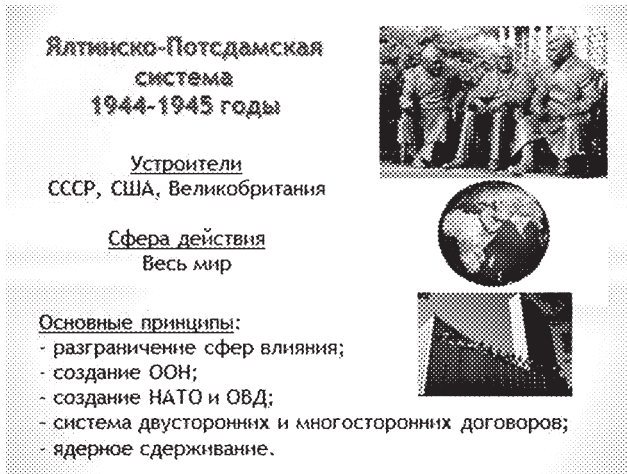 Ялтинско-Потсдамская
система
1944-1945 годы
Устроители
СССР, США, Великобритания
Сфера действия
Весь мир
Основные принципы:
- разграничение сфер влияния;
- создание ООН;
- создание НАТО и ОВД;
- система двусторонних и многосторонних договоров;
- ядерное сдерживание.